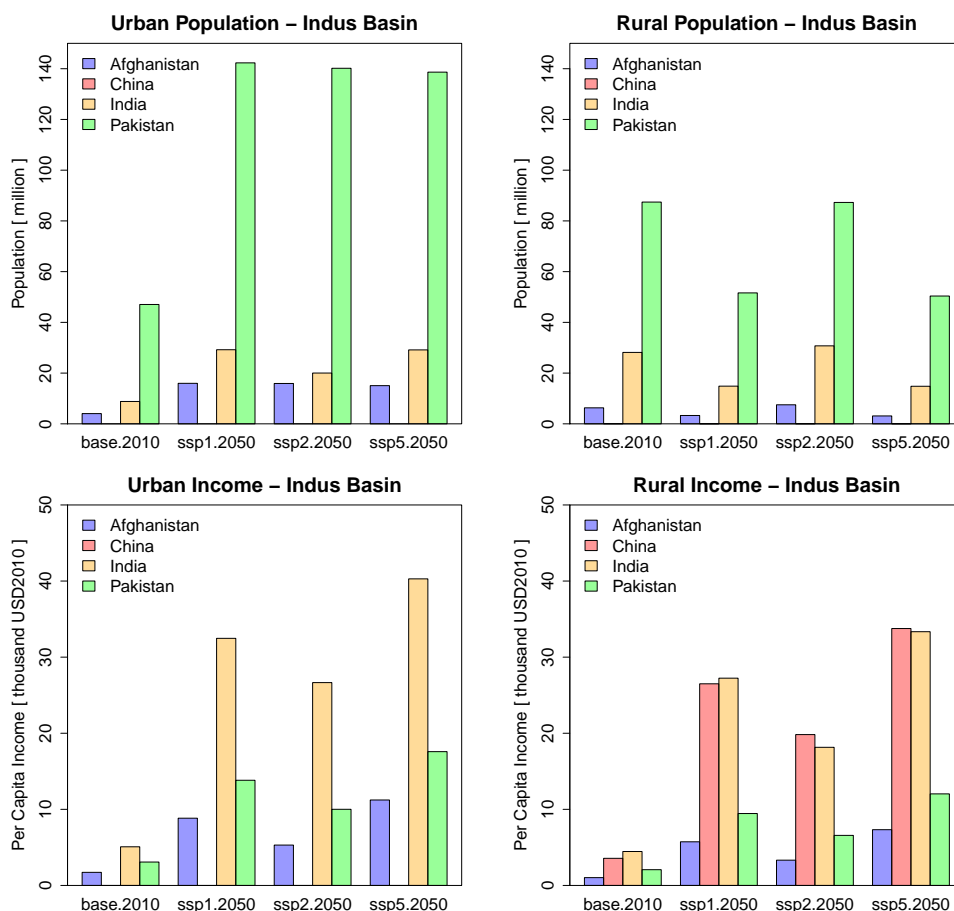 Urban Population – Indus Basin
Afghanistan
China
India
Pakistan
Population [ million ]
0
20
40
60
80
100
120
140
base.2010
ssp1.2050
ssp2.2050
ssp5.2050
Rural Population – Indus Basin
Afghanistan
China
India
Pakistan
Population [ million ]
0
20
40
60
80
100
120
140
base.2010
ssp1.2050
ssp2.2050
ssp5.2050
Urban Income – Indus Basin
Afghanistan
China
India
Pakistan
Per Capita Income [ thousand USD2010 ]
0
10
20
30
40
50
base.2010
ssp1.2050
ssp2.2050
ssp5.2050
Rural Income – Indus Basin
Afghanistan
China
India
Pakistan
Per Capita Income [ thousand USD2010 ]
0
10
20
30
40
50
base.2010
ssp1.2050
ssp2.2050
ssp5.2050